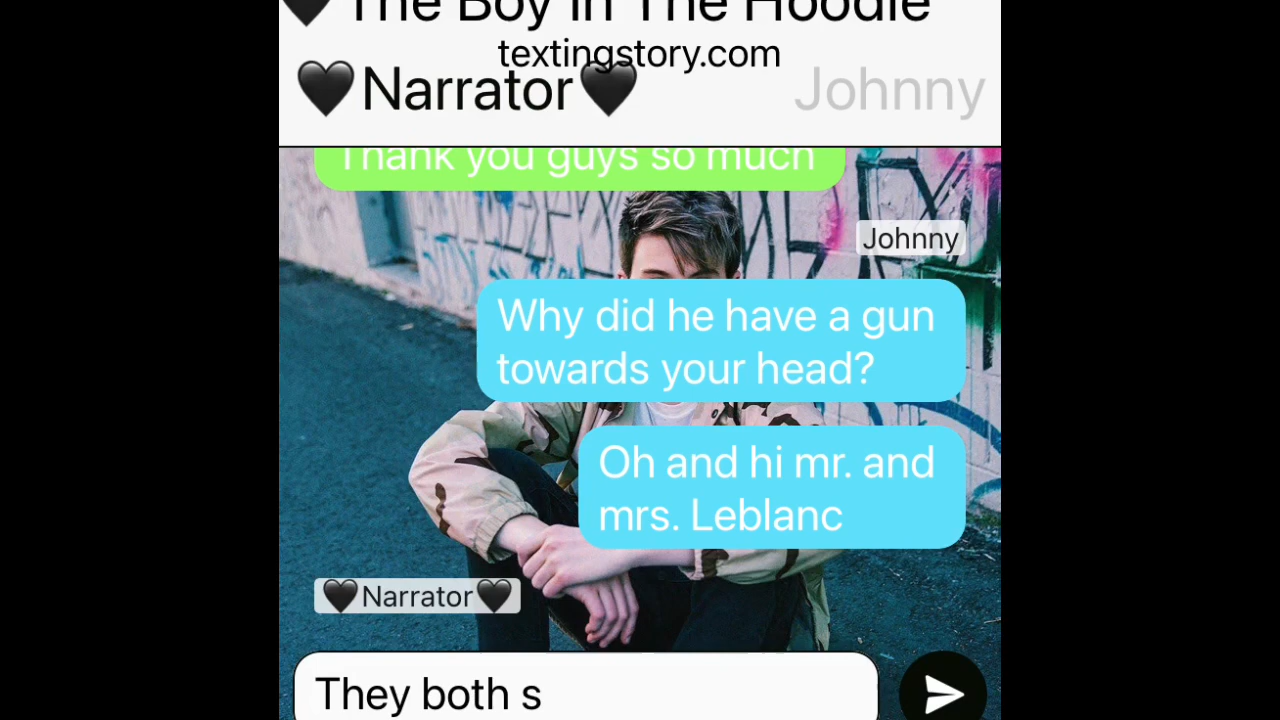 🖤The Boy In The Hoodie
textingstory.com
🖤Narrator🖤 Johnny
Thank you guys so much
Johnny
Why did he have a gun
towards your head?
Oh and hi mr. and
mrs. Leblanc
🖤Narrator🖤
They both s